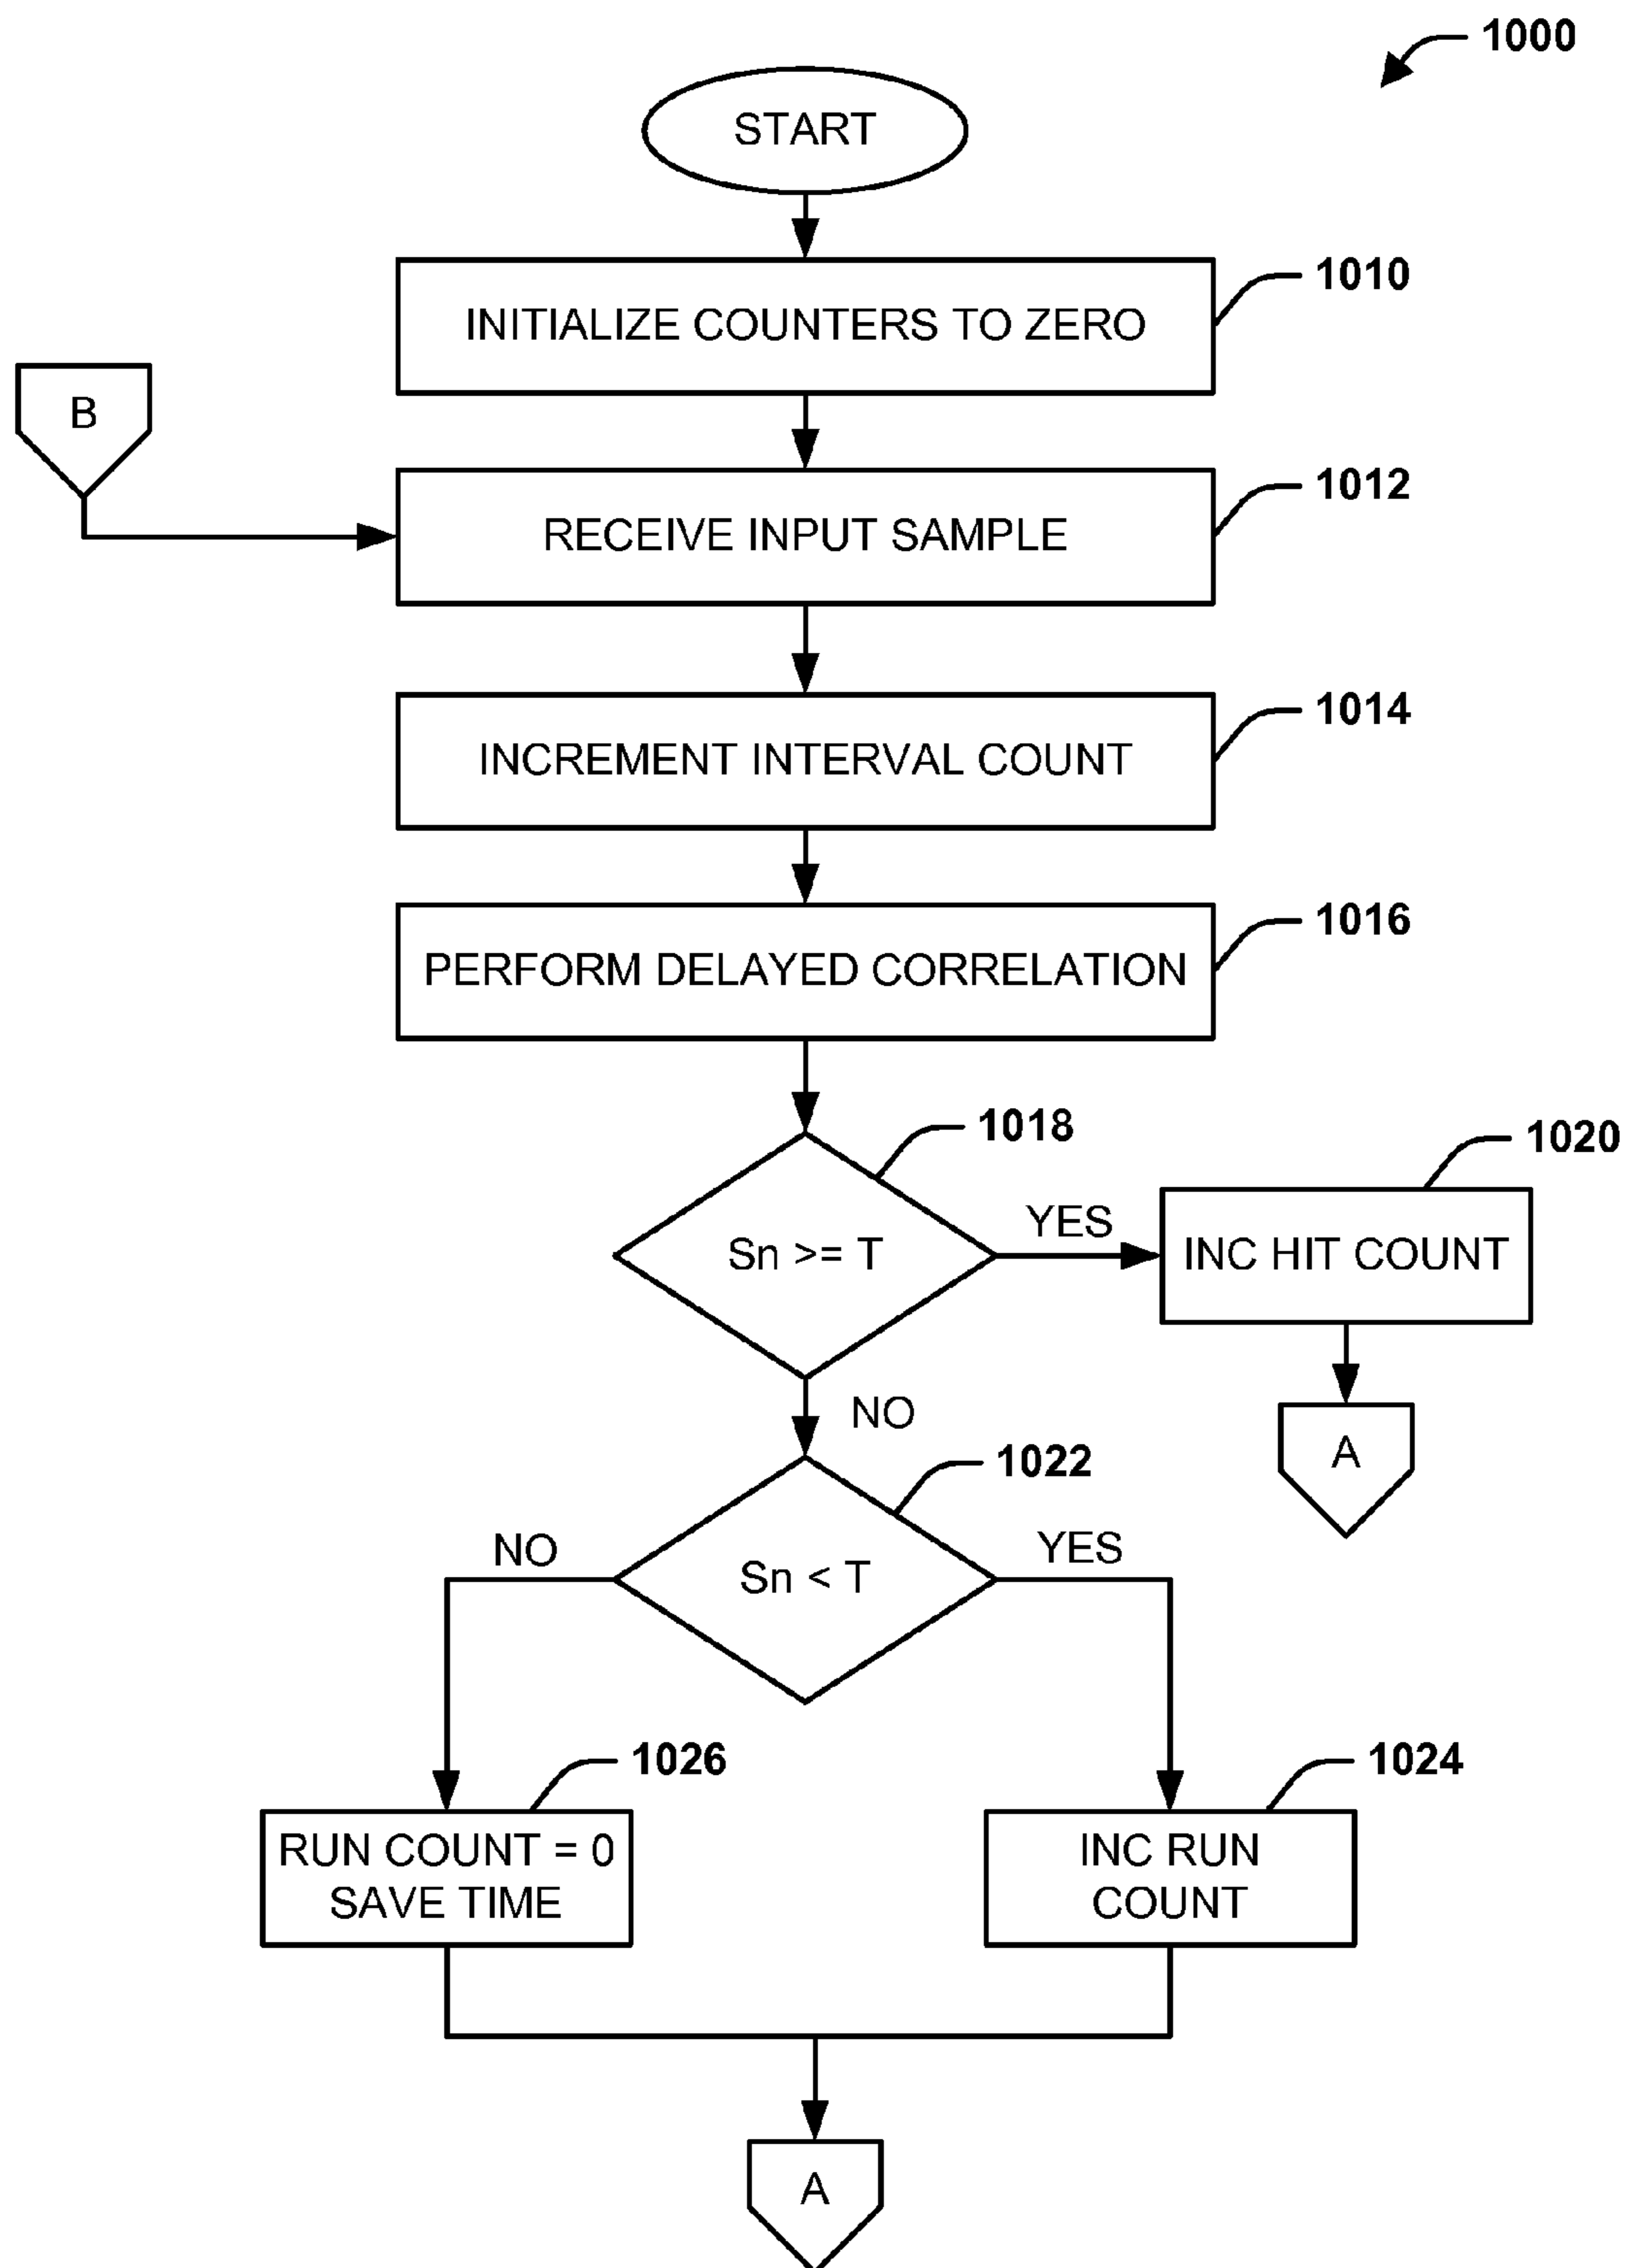 1000
START
1010
INITIALIZE COUNTERS TO ZERO
B
1012
RECEIVE INPUT SAMPLE
1014
INCREMENT INTERVAL COUNT
1016
PERFORM DELAYED CORRELATION
1018
1020
Sn >= T
YES
INC HIT COUNT
NO
A
1022
NO
Sn < T
YES
1026
1024
RUN COUNT = 0
SAVE TIME
INC RUN
COUNT
A